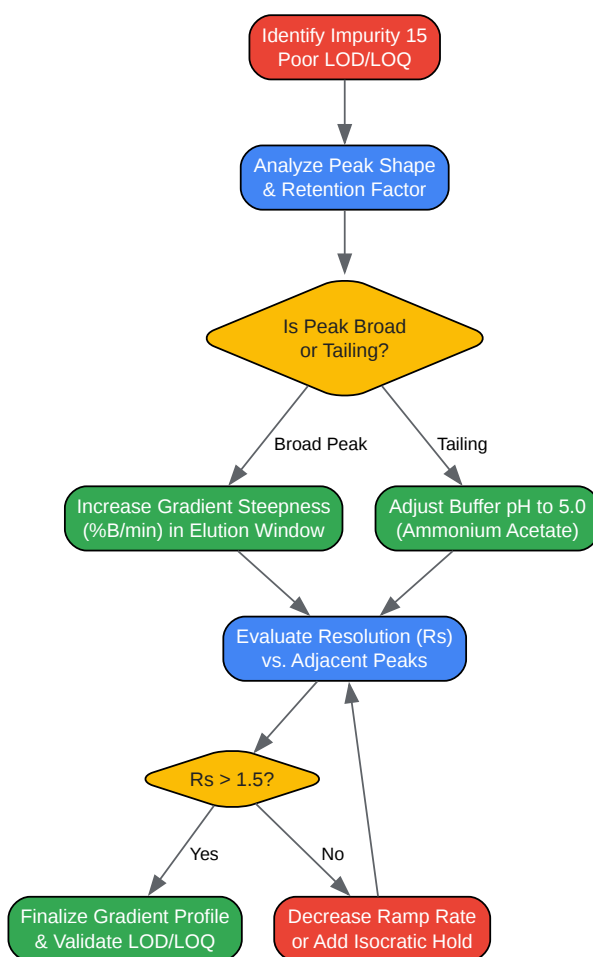 Identify Impurity 15
Poor LOD/LOQ
Analyze Peak Shape
& Retention Factor
Is Peak Broad
or Tailing?
Broad Peak
Tailing
Increase Gradient Steepness
(%B/min) in Elution Window
Adjust Buffer pH to 5.0
(Ammonium Acetate)
Evaluate Resolution (Rs)
vs. Adjacent Peaks
Rs > 1.5?
Yes
No
Finalize Gradient Profile
& Validate LOD/LOQ
Decrease Ramp Rate
or Add Isocratic Hold